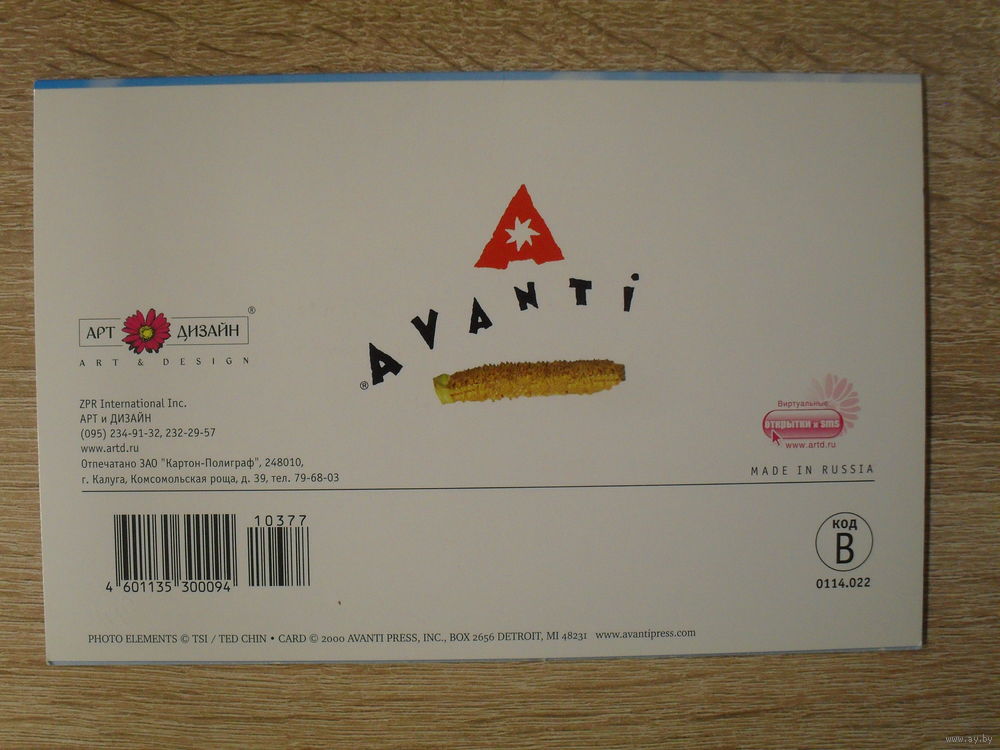 AVANTi
®
АРТ ДИЗАЙН ®
ART & DESIGN
ZPR International Inc.
АРТ и ДИЗАЙН
(095) 234-91-32, 232-29-57
www.artd.ru
Отпечатано ЗАО "Картон-Полиграф", 248010,
г. Калуга, Комсомольская роща, д. 39, тел. 79-68-03
Виртуальные
открытки и sms
www.artd.ru
MADE IN RUSSIA
10377
4 601135 300094
КОД
В
0114.022
PHOTO ELEMENTS © TSI / TED CHIN • CARD © 2000 AVANTI PRESS, INC., BOX 2656 DETROIT, MI 48231 www.avantipress.com
www.ay.by